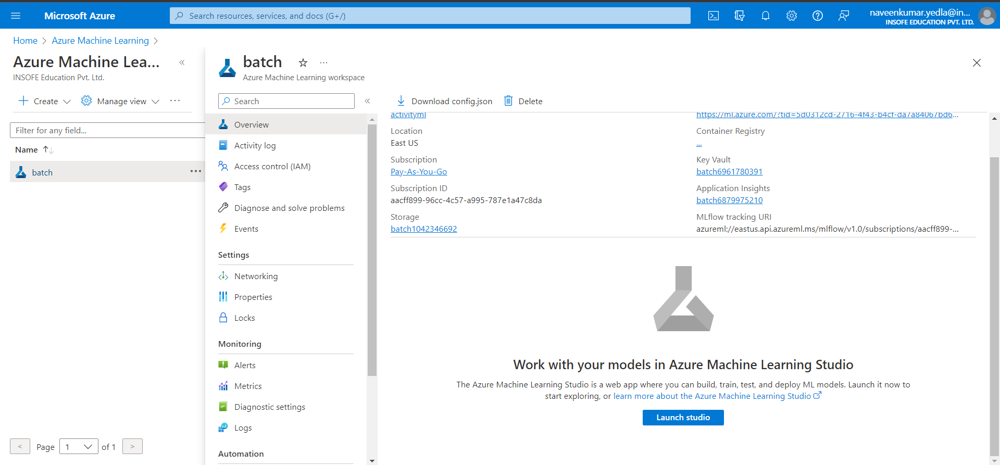 Microsoft Azure
Search resources, services, and docs (G+/)
naveenkumar.yedla@in...
INSOFE EDUCATION PVT. LTD.
Home > Azure Machine Learning >
Azure Machine Lea...
INSOFE Education Pvt. Ltd.
Create
Manage view
...
Filter for any field...
Name
batch
...
< Page 1 of 1 >
batch
...
Azure Machine Learning workspace
Search
Overview
Activity log
Access control (IAM)
Tags
Diagnose and solve problems
Events
Settings
Networking
Properties
Locks
Monitoring
Alerts
Metrics
Diagnostic settings
Logs
Automation
Download config.json
Delete
activityml
Location
East US
Subscription
Pay-As-You-Go
Subscription ID
aacff899-96cc-4c57-a995-787e1a47c8da
Storage
batch1042346692
https://ml.azure.com/?tid=5d0312cd-2716-4f43-b4cf-da7a84067bd6...
Container Registry
...
Key Vault
batch6961780391
Application Insights
batch6879975210
MLflow tracking URI
azureml://eastus.api.azureml.ms/mlflow/v1.0/subscriptions/aacff899-...
Work with your models in Azure Machine Learning Studio
The Azure Machine Learning Studio is a web app where you can build, train, test, and deploy ML models. Launch it now to
start exploring, or learn more about the Azure Machine Learning Studio
Launch studio